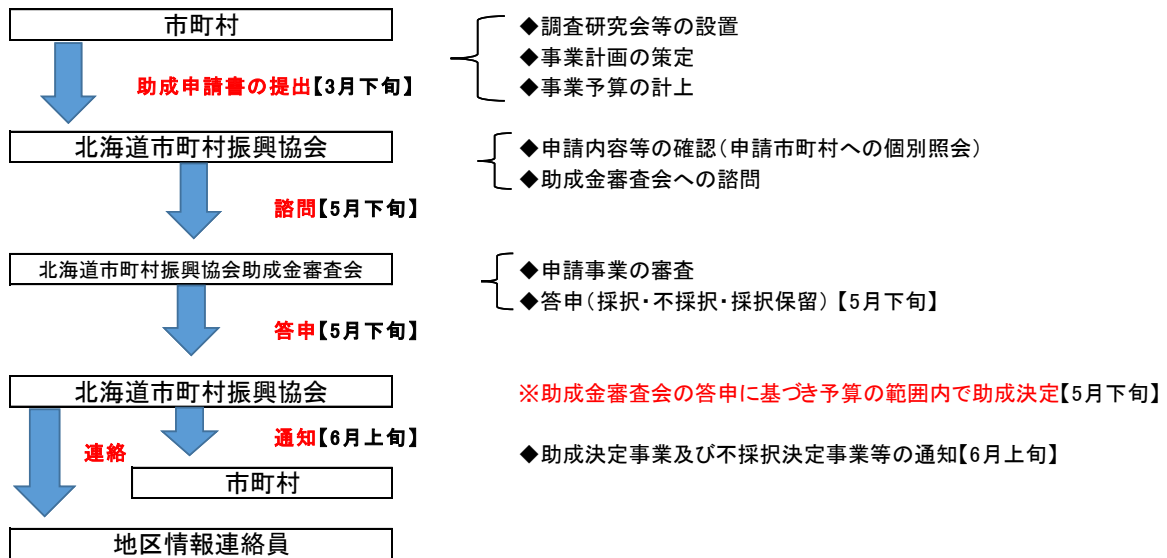 市町村
◆調査研究会等の設置
◆事業計画の策定
助成申請書の提出【3月下旬】
◆事業予算の計上
北海道市町村振興協会
◆申請内容等の確認(申請市町村への個別照会)
◆助成金審査会への諮問
諮問【5月下旬】
北海道市町村振興協会助成金審査会
◆申請事業の審査
◆答申(採択・不採択・採択保留)【5月下旬】
答申【5月下旬】
北海道市町村振興協会
※助成金審査会の答申に基づき予算の範囲内で助成決定【5月下旬】
通知【6月上旬】
連絡
◆助成決定事業及び不採択決定事業等の通知【6月上旬】
市町村
地区情報連絡員